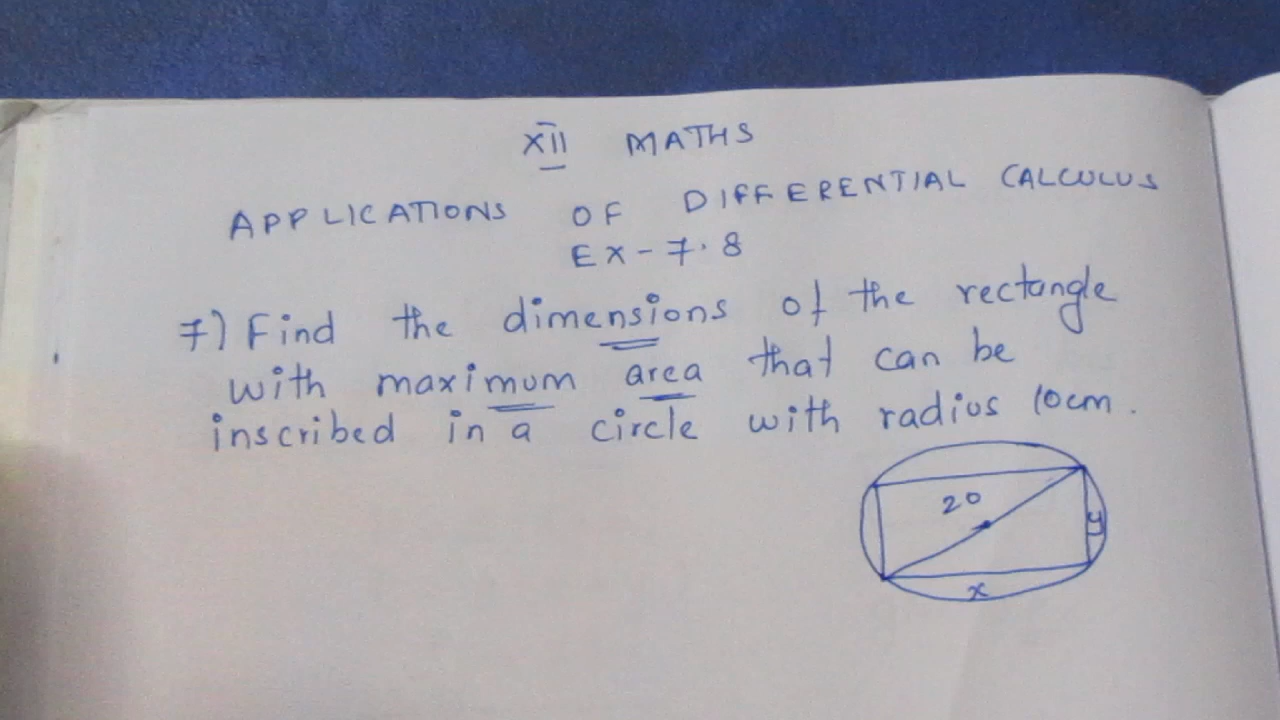 XII MATHS
APPLICATIONS OF DIFFERENTIAL CALCULUS
EX-7.8
7) Find the dimensions of the rectangle
with maximum area that can be
inscribed in a circle with radius 10cm.
20
y
x